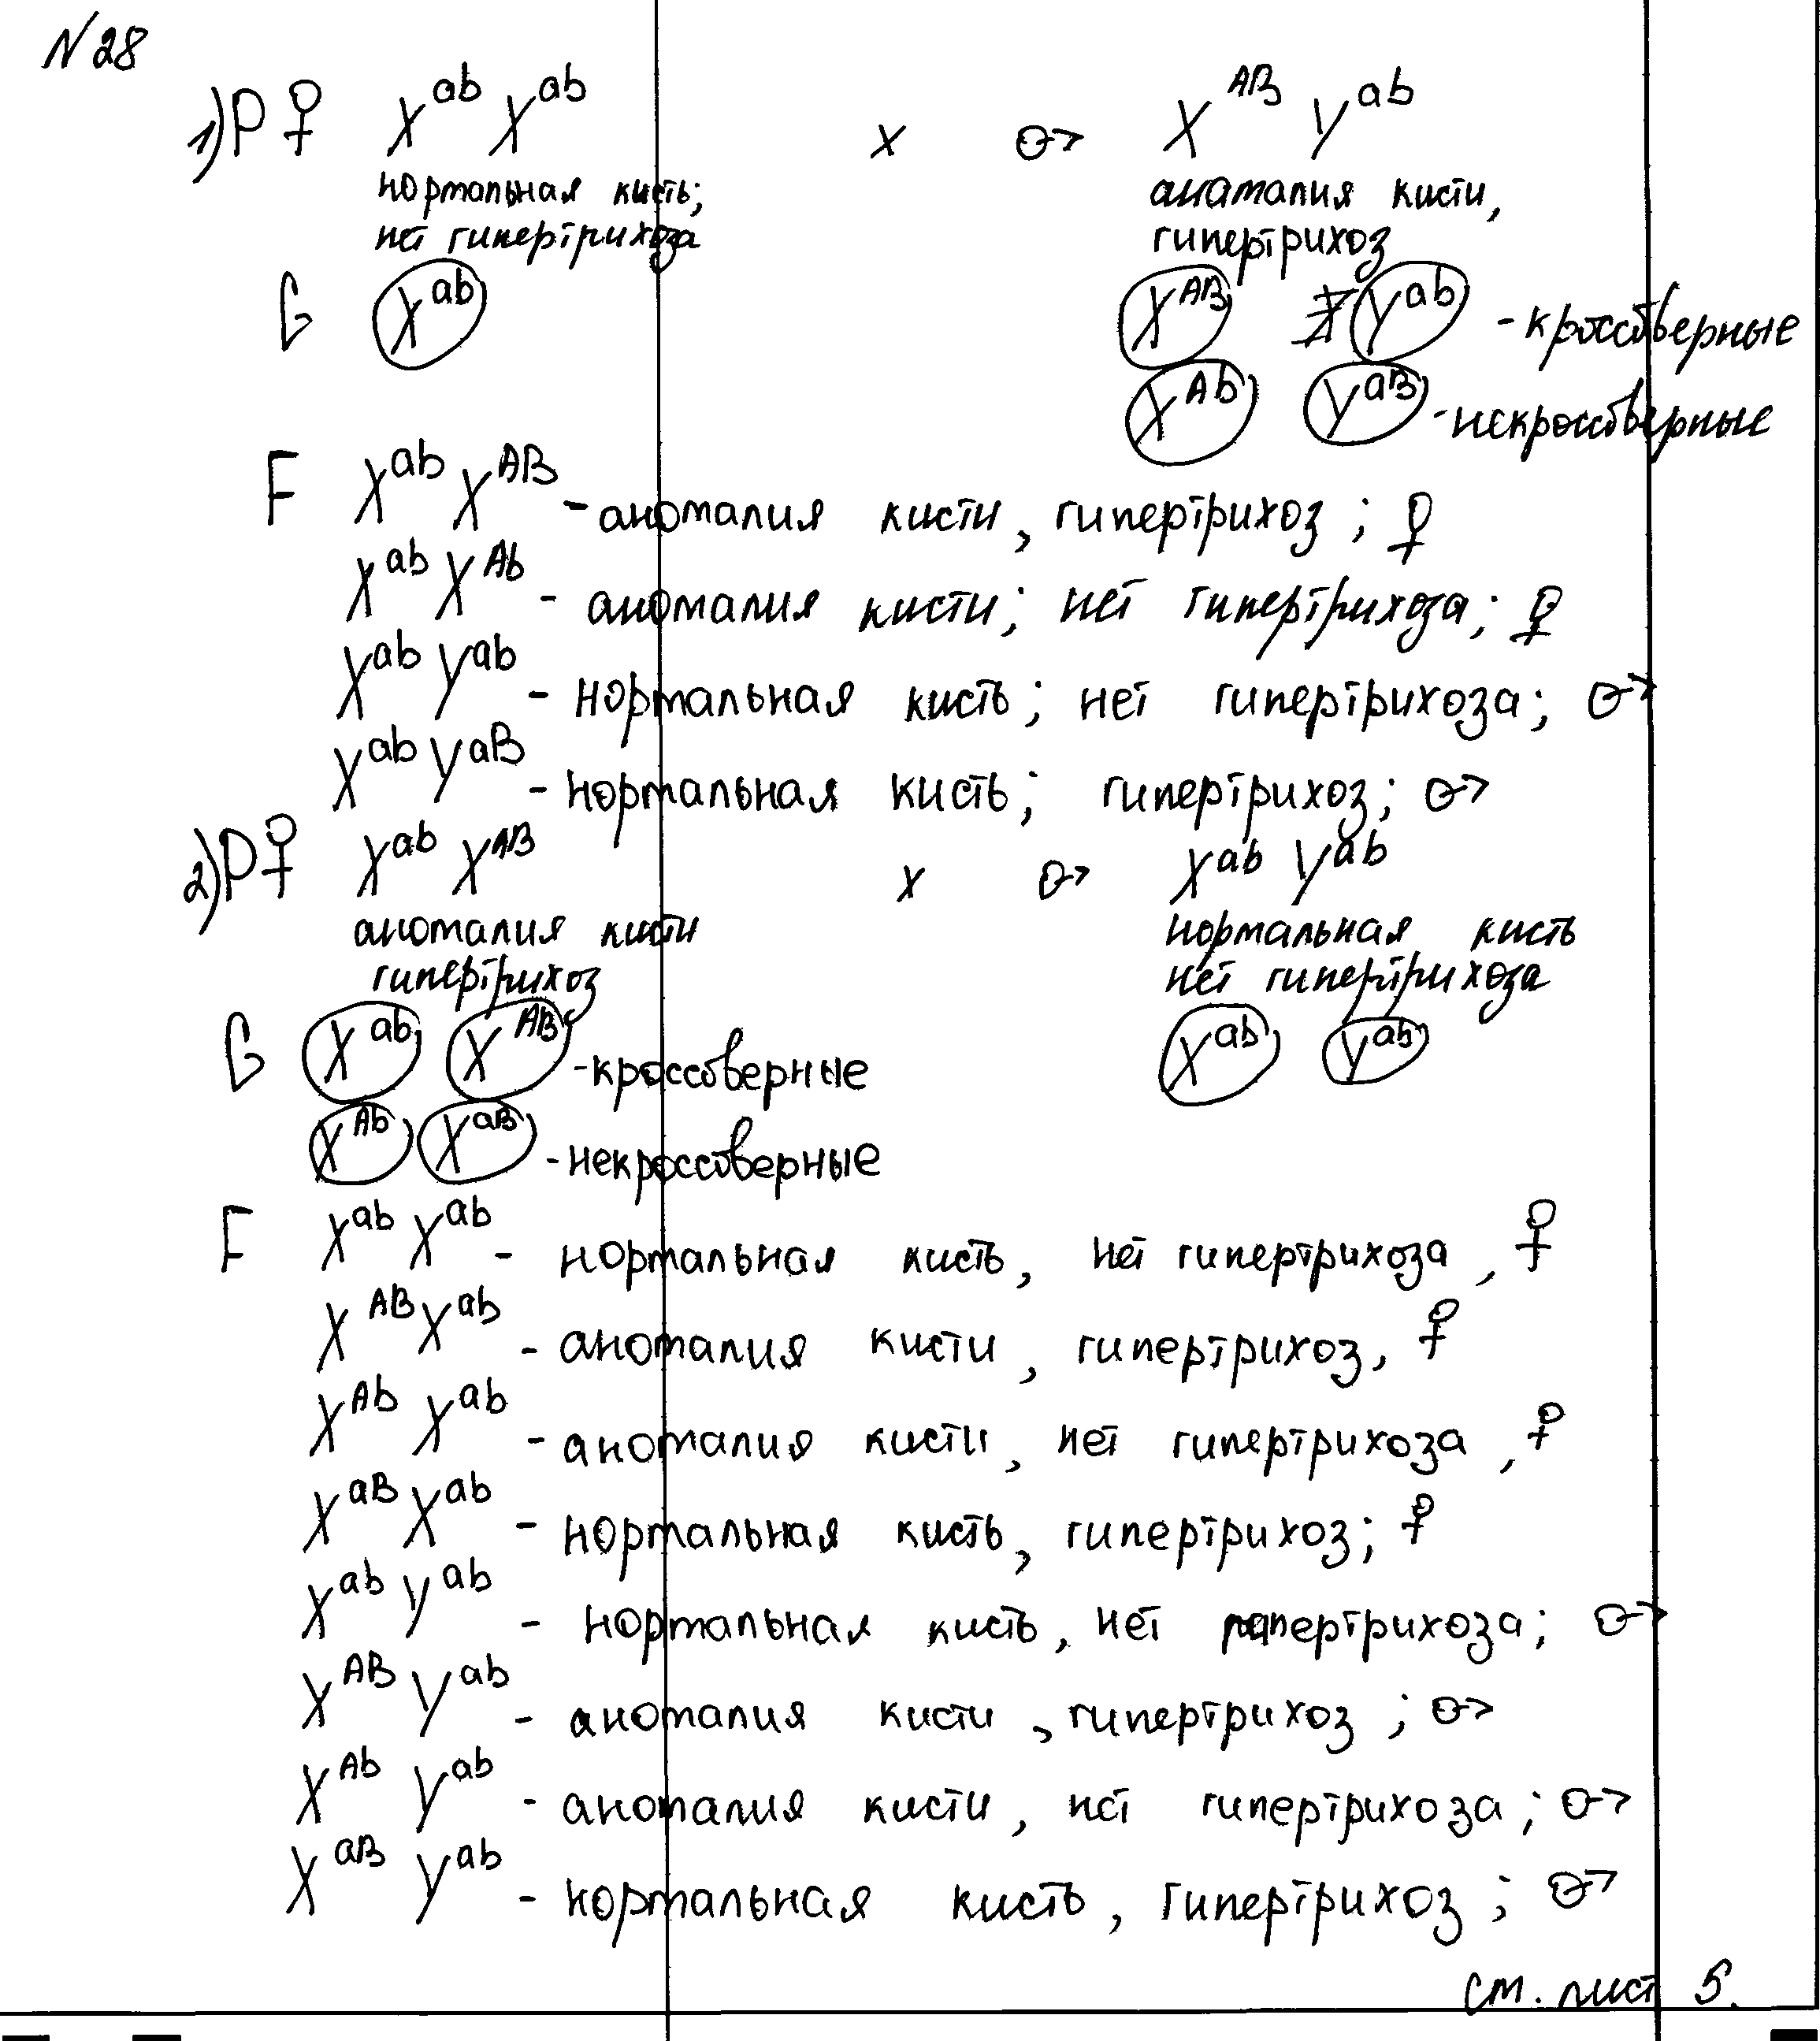 N28
1) P ♀ X^ab X^ab x ♂ X^AB Y^ab
нормальная кисть; аномалия кисти,
нет гипертрихоза гипертрихоз
G X^ab X^AB Y^ab - кроссоверные
X^Ab Y^aB - некроссоверные
F X^ab X^AB - аномалия кисти, гипертрихоз; ♀
X^ab X^Ab - аномалия кисти; нет гипертрихоза; ♀
X^ab Y^ab - нормальная кисть; нет гипертрихоза; ♂
X^ab Y^aB - нормальная кисть; гипертрихоз; ♂
2) P ♀ X^ab X^AB x ♂ X^ab Y^ab
аномалия кисти нормальная кисть
гипертрихоз нет гипертрихоза
G X^ab X^AB - кроссоверные X^ab Y^ab
X^Ab X^aB - некроссоверные
F X^ab X^ab - нормальная кисть, нет гипертрихоза, ♀
X^AB X^ab - аномалия кисти, гипертрихоз, ♀
X^Ab X^ab - аномалия кисти, нет гипертрихоза, ♀
X^aB X^ab - нормальная кисть, гипертрихоз; ♀
X^ab Y^ab - нормальная кисть, нет гипертрихоза; ♂
X^AB Y^ab - аномалия кисти, гипертрихоз; ♂
X^Ab Y^ab - аномалия кисти, нет гипертрихоза; ♂
X^aB Y^ab - нормальная кисть, гипертрихоз; ♂
см. лист 5.